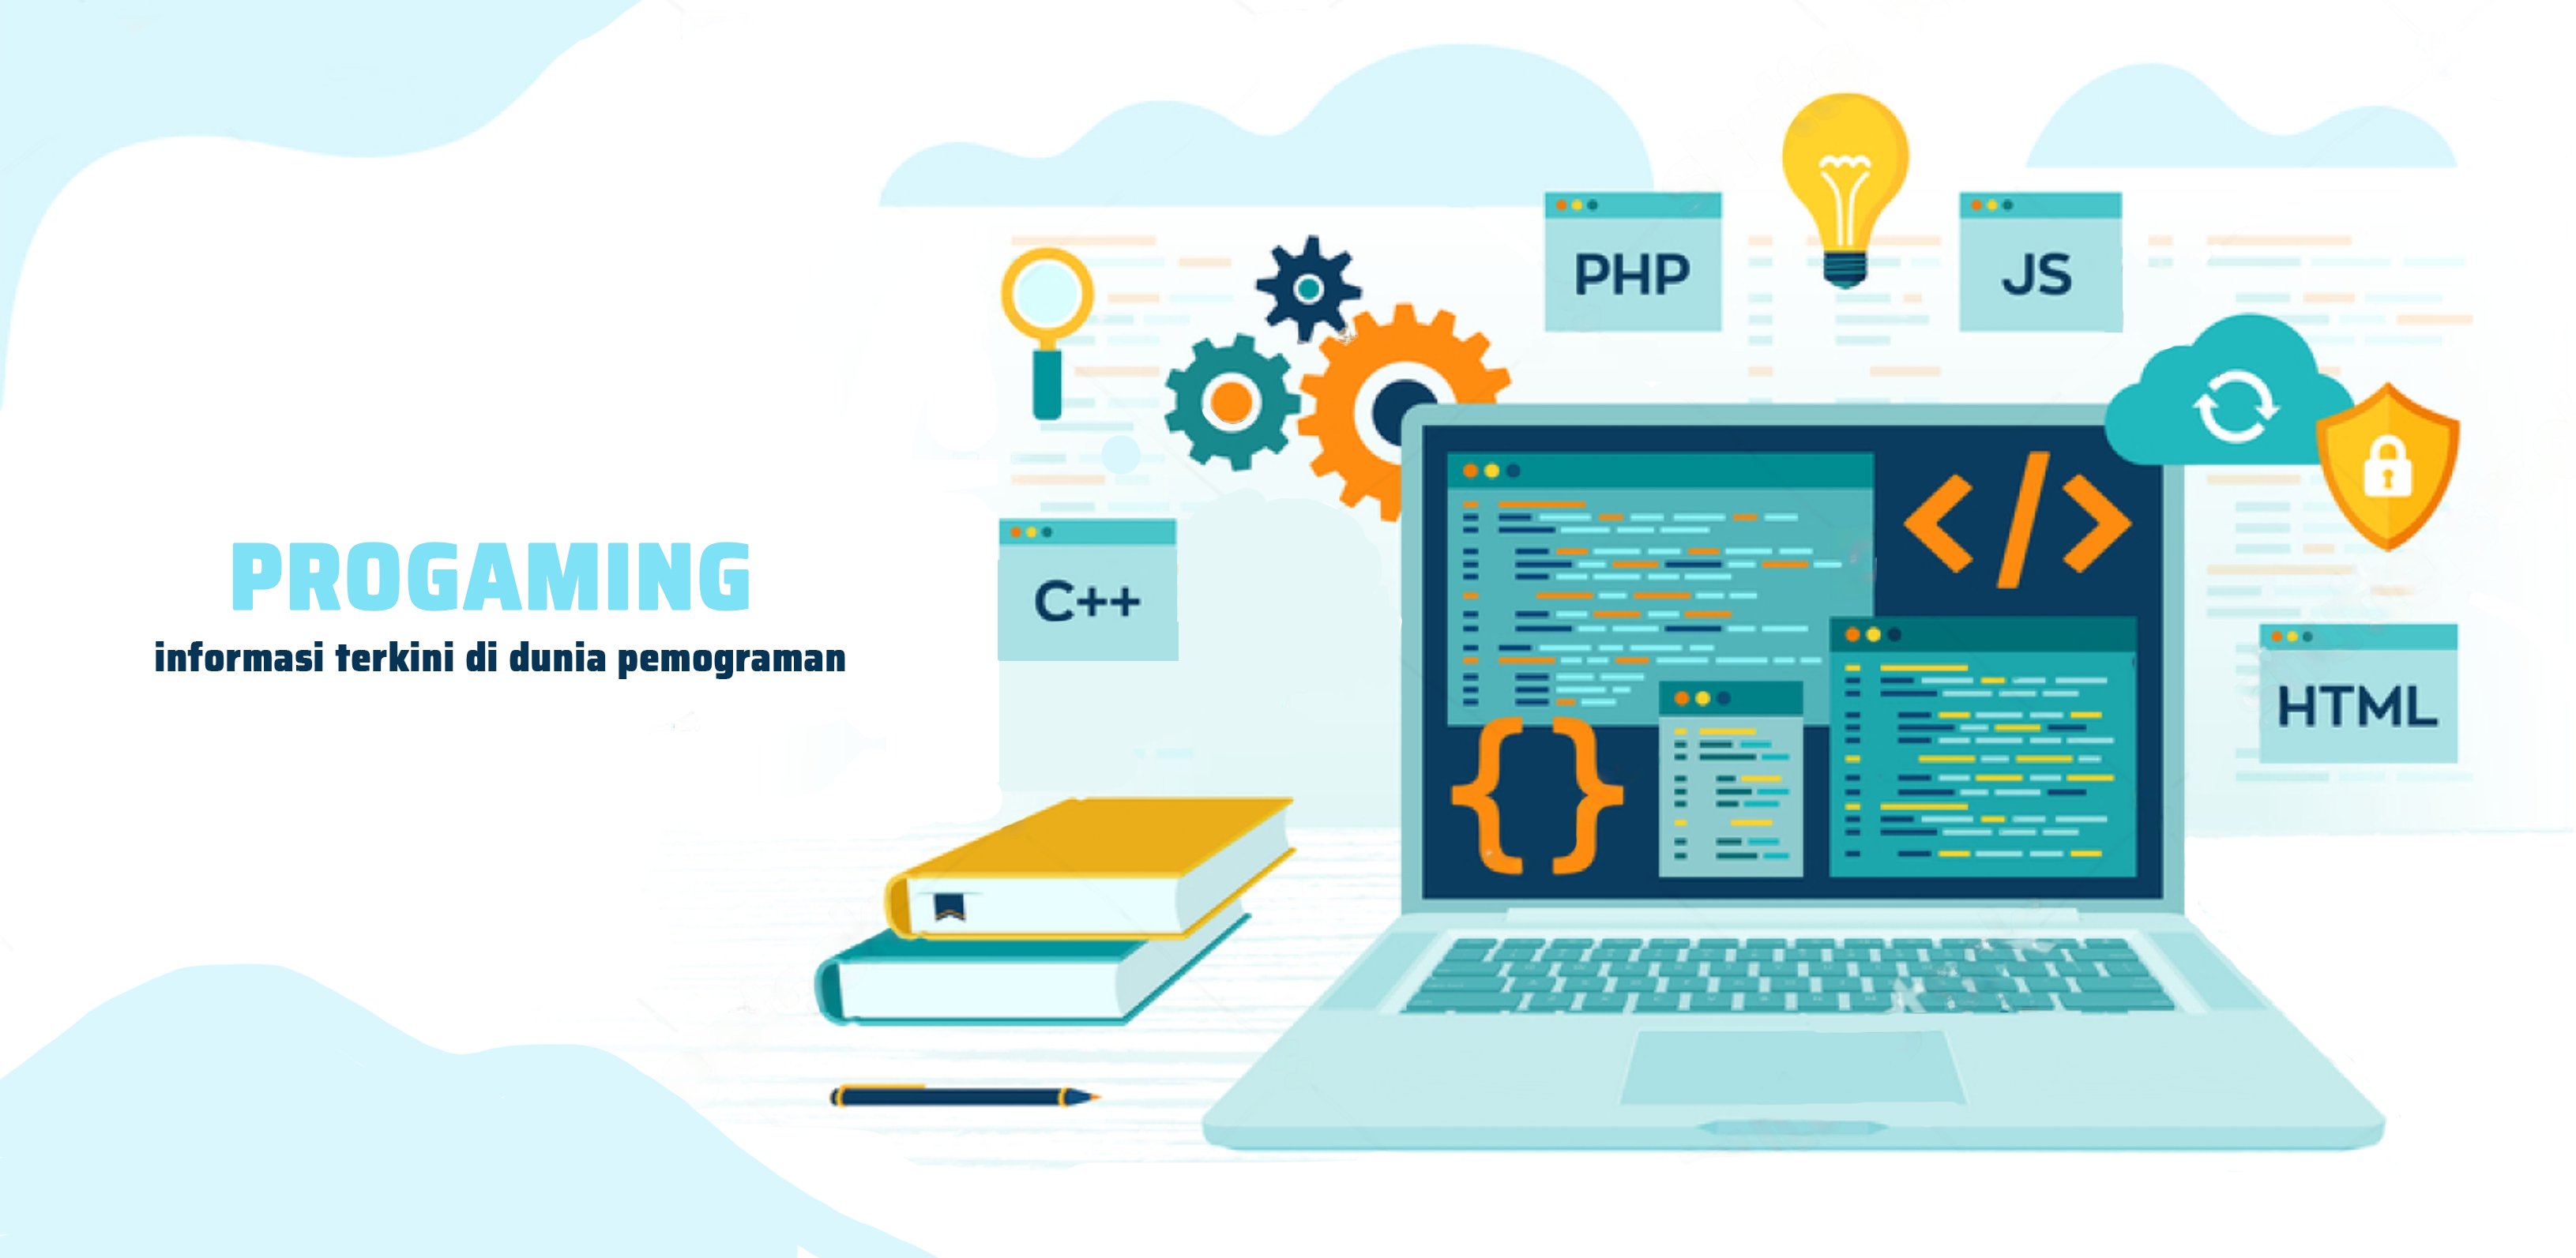 PROGAMING
informasi terkini di dunia pemograman
PHP
JS
C++
</>
{}
HTML